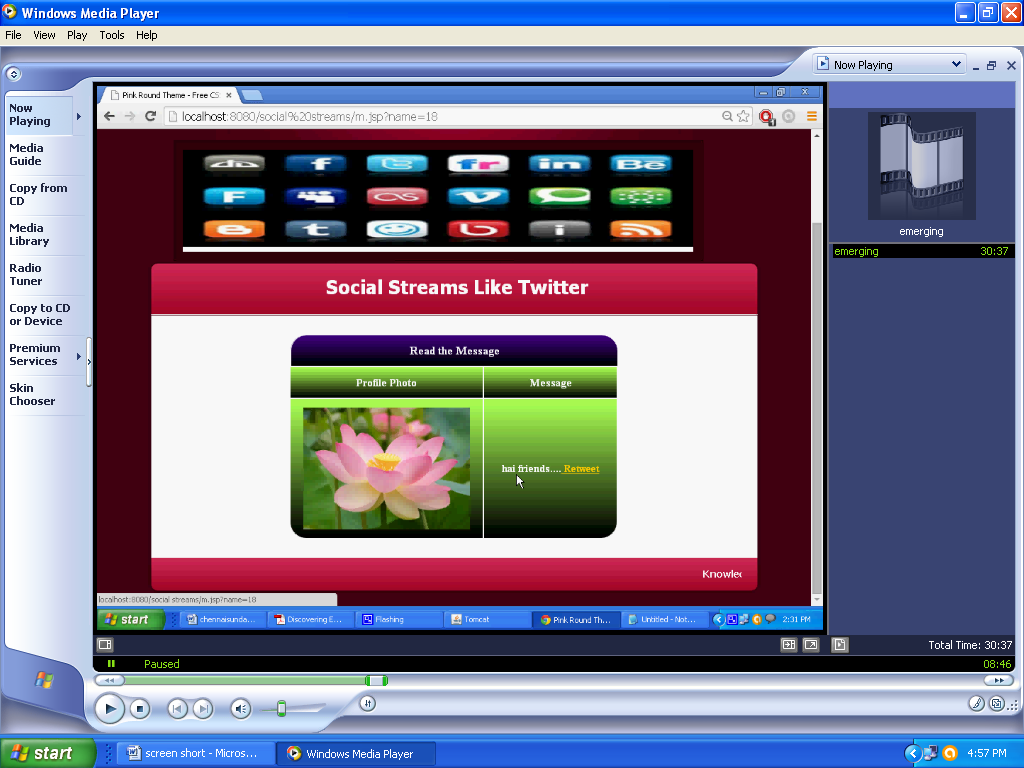 Windows Media Player
File View Play Tools Help
Now Playing
Now
Playing
Media
Guide
Copy from
CD
Media
Library
Radio
Tuner
Copy to CD
or Device
Premium
Services
Skin
Chooser
Pink Round Theme - Free CS
localhost:8080/social%20streams/m.jsp?name=18
da f t fr in Bē
F v
t b i
Social Streams Like Twitter
Read the Message
Profile Photo Message
hai friends.... Retweet
Knowle
localhost:8080/social streams/m.jsp?name=18
start chennaisunda... Discovering E... Flashing Tomcat Pink Round Th... Untitled - Not... 2:31 PM
emerging
emerging 30:37
Total Time: 30:37
Paused 08:46
start screen short - Micros... Windows Media Player 4:57 PM